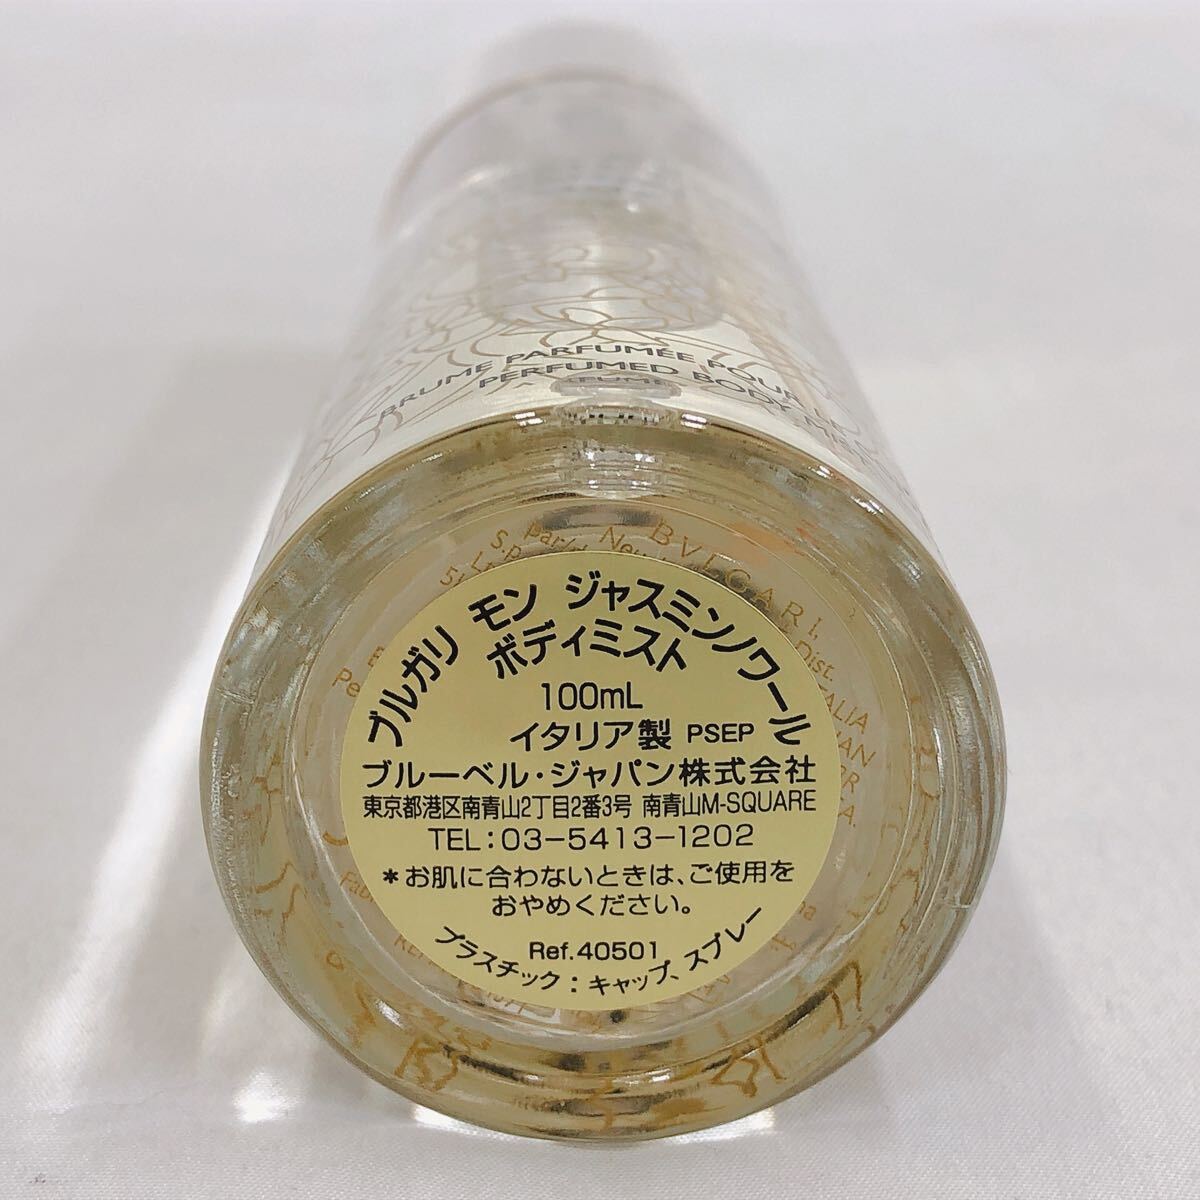 BRUME PARFUMÉE POUR LE
PERFUMED BODY
BVLGARI
Dist.
ブルガリ モン ジャスミンノワール
ボディミスト
100mL
イタリア製 PSEP
ブルーベル・ジャパン株式会社
東京都港区南青山2丁目2番3号 南青山M-SQUARE
TEL:03-5413-1202
*お肌に合わないときは、ご使用を
おやめください。
Ref.40501
プラスチック:キャップ、スプレー